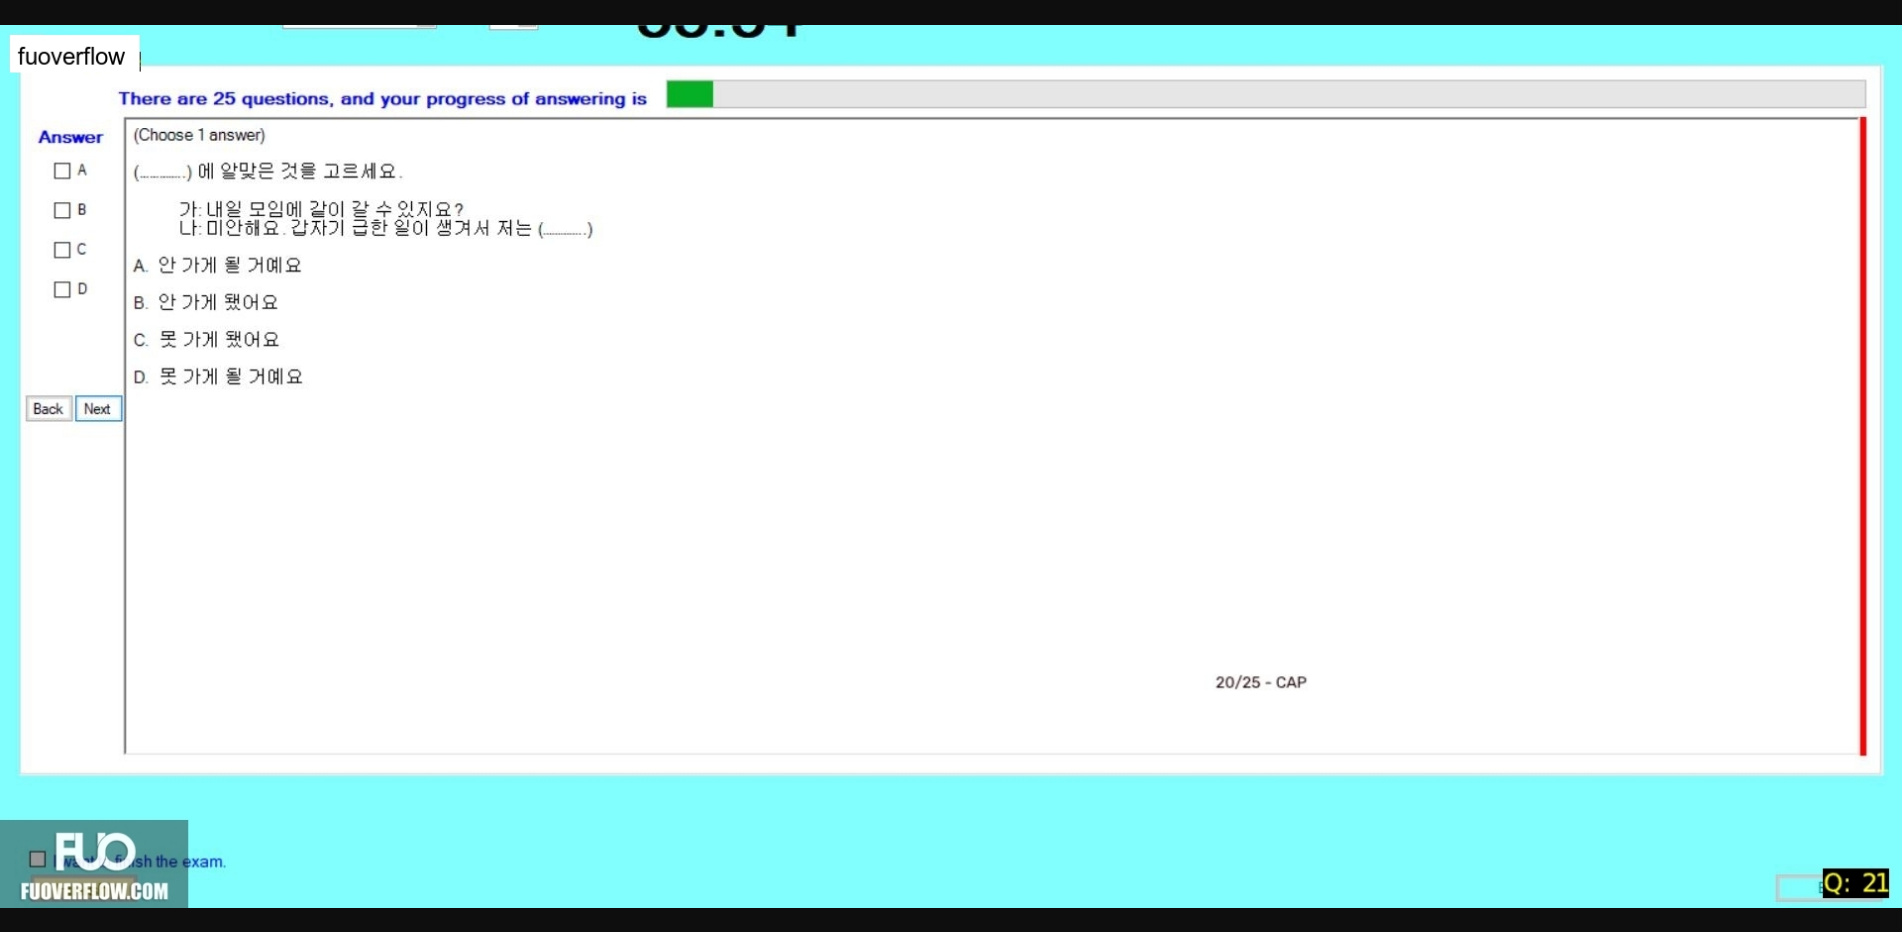 fuoverflow
There are 25 questions, and your progress of answering is
Answer
(Choose 1 answer)
A
(............) 에 알맞은 것을 고르세요.
B
가: 내일 모임에 같이 갈 수 있지요?
나: 미안해요. 갑자기 급한 일이 생겨서 저는 (............)
C
A. 안 가게 될 거예요
D
B. 안 가게 됐어요
C. 못 가게 됐어요
D. 못 가게 될 거예요
Back Next
20/25 - CAP
FUO
the exam.
FUOVERFLOW.COM
Q: 21